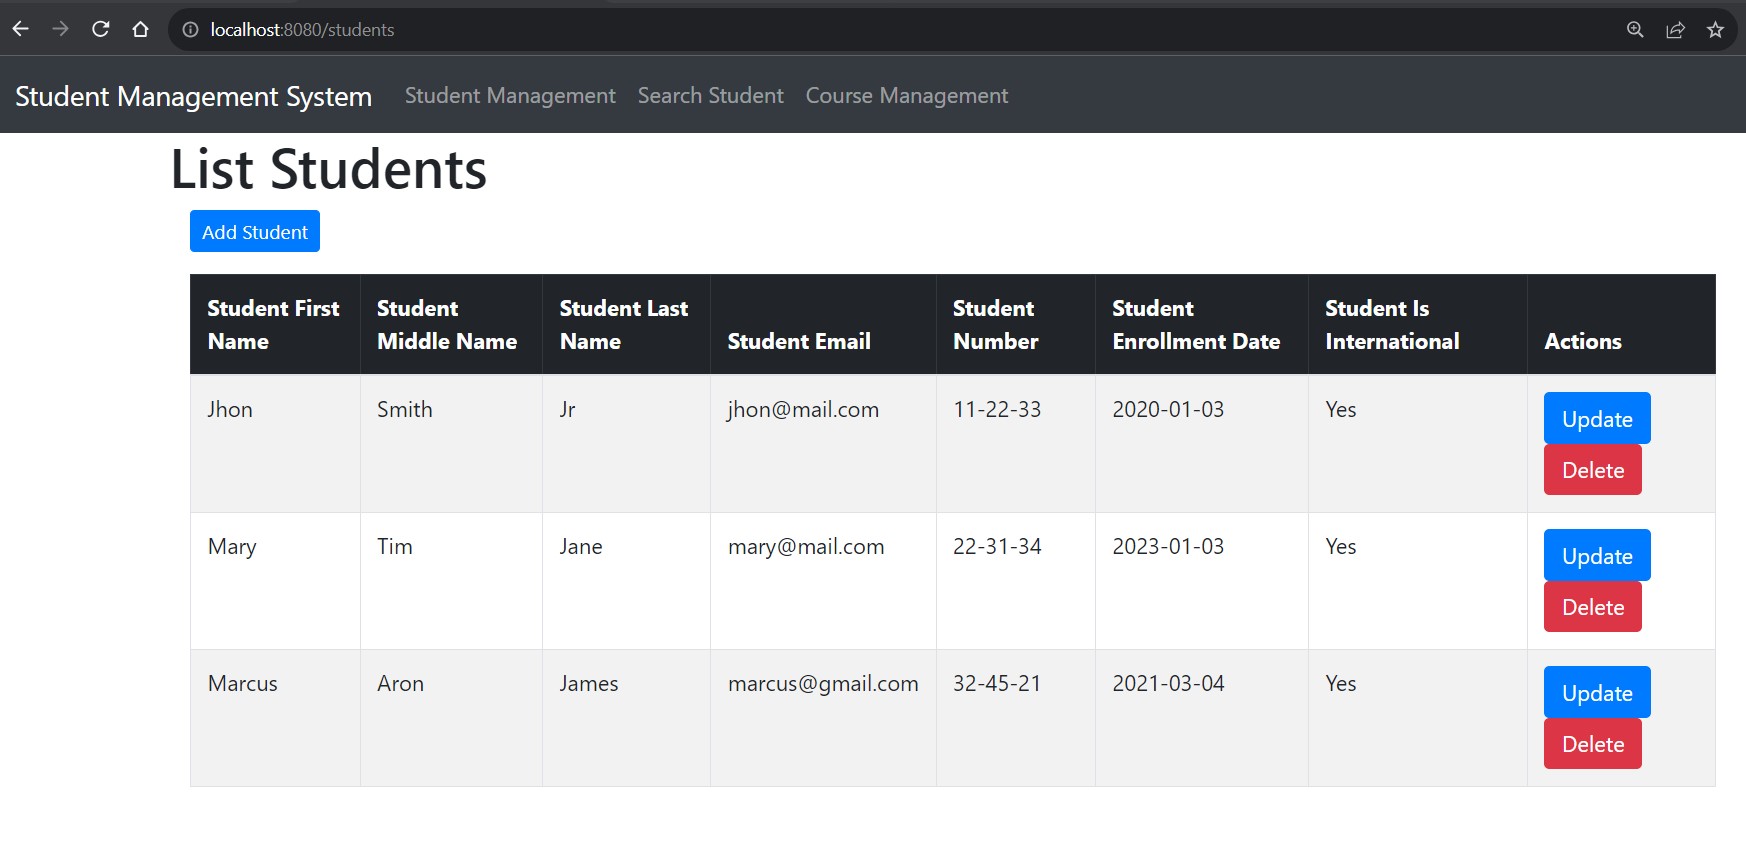 localhost:8080/students
Student Management System Student Management Search Student Course Management
List Students
Add Student
Student First Name Student Middle Name Student Last Name Student Email Student Number Student Enrollment Date Student Is International Actions
Jhon Smith Jr jhon@mail.com 11-22-33 2020-01-03 Yes Update
Delete
Mary Tim Jane mary@mail.com 22-31-34 2023-01-03 Yes Update
Delete
Marcus Aron James marcus@gmail.com 32-45-21 2021-03-04 Yes Update
Delete